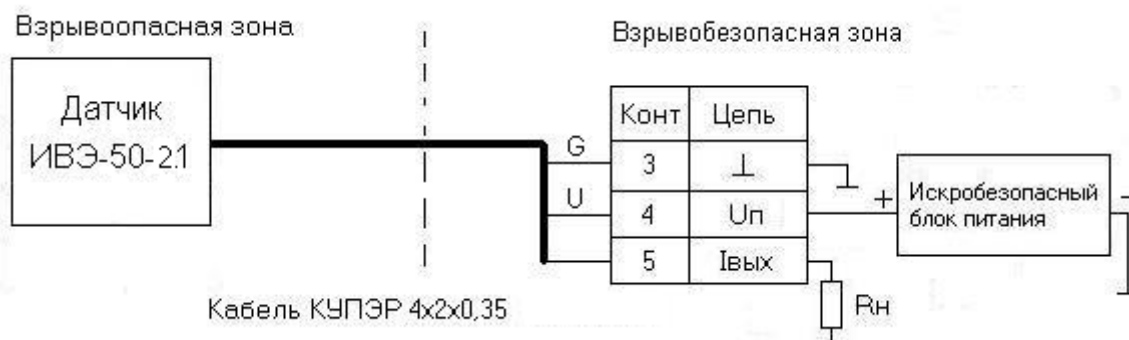 Взрывоопасная зона
Взрывобезопасная зона
Датчик
ИВЭ-50-2.1
Конт Цепь
G
3 ⊥
U
4 Uп
+
Искробезопасный
блок питания
-
5 Iвых
Rн
Кабель КУПЭР 4x2x0,35